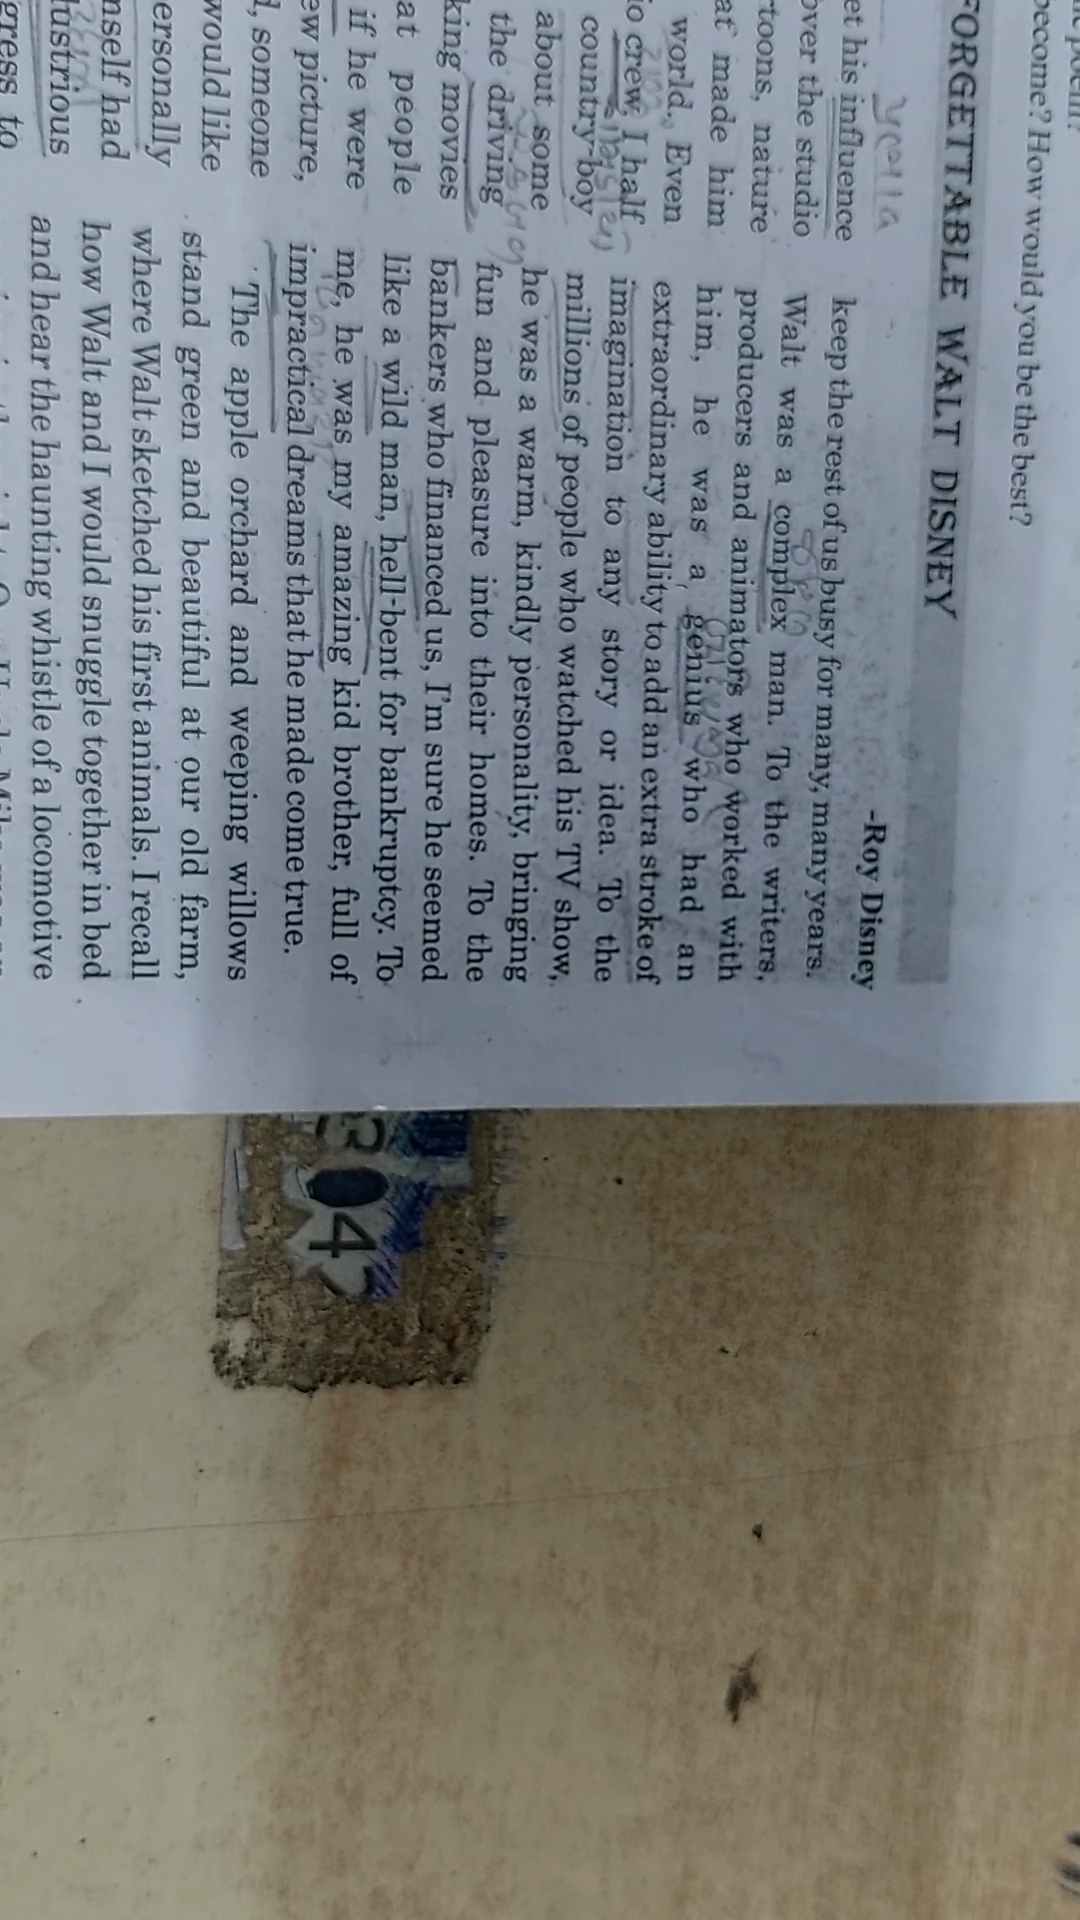 he poem?
become? How would you be the best?
FORGETTABLE WALT DISNEY
-Roy Disney
et his influence
over the studio
rtoons, nature
at made him
world. Even
io crew, I half
country-boy
about some
the driving
king movies
at people
if he were
ew picture,
l, someone
would like
ersonally
nself had
lustrious
gress to
keep the rest of us busy for many, many years.
Walt was a complex man. To the writers,
producers and animators who worked with
him, he was a genius who had an
extraordinary ability to add an extra stroke of
imagination to any story or idea. To the
millions of people who watched his TV show,
he was a warm, kindly personality, bringing
fun and pleasure into their homes. To the
bankers who financed us, I'm sure he seemed
like a wild man, hell-bent for bankruptcy. To
me, he was my amazing kid brother, full of
impractical dreams that he made come true.
The apple orchard and weeping willows
stand green and beautiful at our old farm,
where Walt sketched his first animals. I recall
how Walt and I would snuggle together in bed
and hear the haunting whistle of a locomotive
304